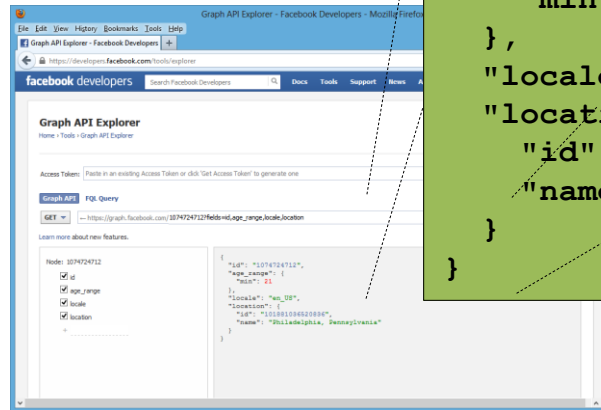 Graph API Explorer - Facebook Developers - Mozilla Firefox
File Edit View History Bookmarks Tools Help
Graph API Explorer - Facebook Developers +
https://developers.facebook.com/tools/explorer
facebook developers Search Facebook Developers Docs Tools Support News A
Graph API Explorer
Home › Tools › Graph API Explorer
Access Token: Paste in an existing Access Token or click 'Get Access Token' to generate one
Graph API FQL Query
GET ← https://graph.facebook.com/1074724712?fields=id,age_range,locale,location
Learn more about new features.
Node: 1074724712
id
age_range
locale
location
+
{
"id": "1074724712",
"age_range": {
"min": 21
},
"locale": "en_US",
"location": {
"id": "101881036520836",
"name": "Philadelphia, Pennsylvania"
}
}
},
"locale
"locati
"id"
"name
}
}